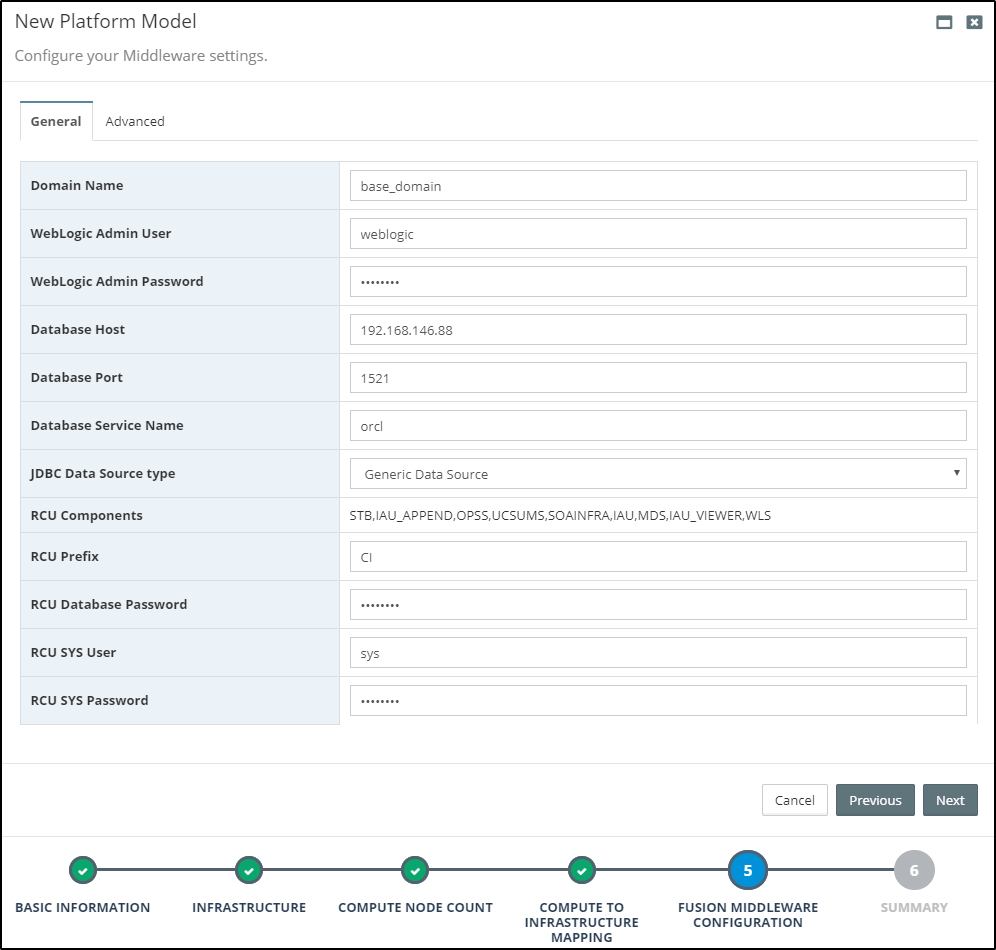 New Platform Model
Configure your Middleware settings.
General Advanced
Domain Name base_domain
WebLogic Admin User weblogic
WebLogic Admin Password ••••••••
Database Host 192.168.146.88
Database Port 1521
Database Service Name orcl
JDBC Data Source type Generic Data Source
RCU Components STB,IAU_APPEND,OPSS,UCSUMS,SOAINFRA,IAU,MDS,IAU_VIEWER,WLS
RCU Prefix CI
RCU Database Password ••••••••
RCU SYS User sys
RCU SYS Password ••••••••
Cancel Previous Next
5 6
BASIC INFORMATION INFRASTRUCTURE COMPUTE NODE COUNT COMPUTE TO FUSION MIDDLEWARE SUMMARY
INFRASTRUCTURE CONFIGURATION
MAPPING